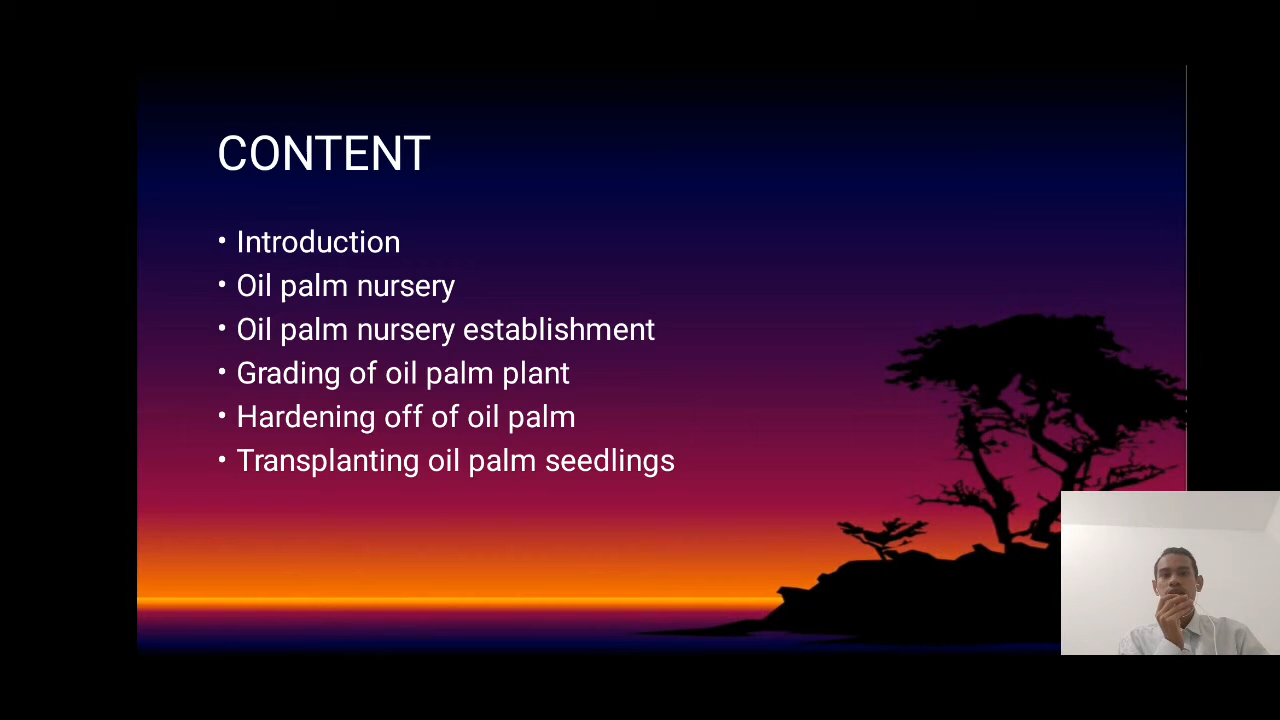 CONTENT
• Introduction
• Oil palm nursery
• Oil palm nursery establishment
• Grading of oil palm plant
• Hardening off of oil palm
• Transplanting oil palm seedlings